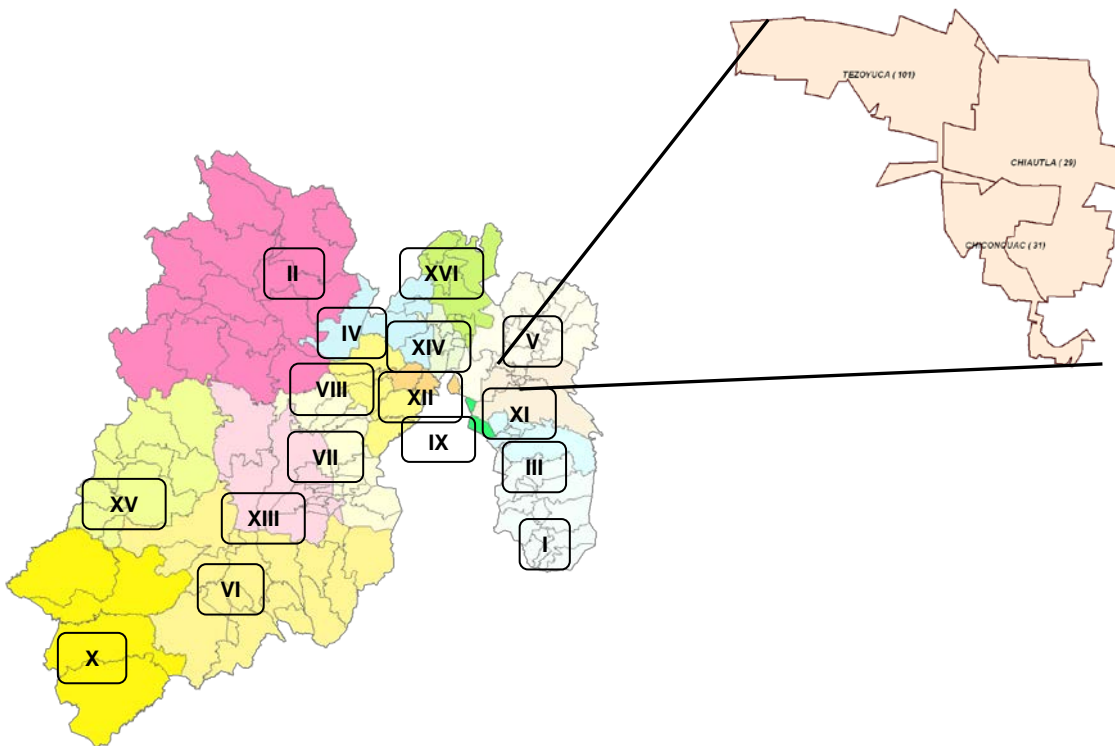 TEZOYUCA ( 101)
CHIAUTLA ( 29)
CHICONCUAC ( 31)
II
XVI
IV
XIV
V
VIII
XII
XI
IX
VII
III
XV
XIII
I
VI
X